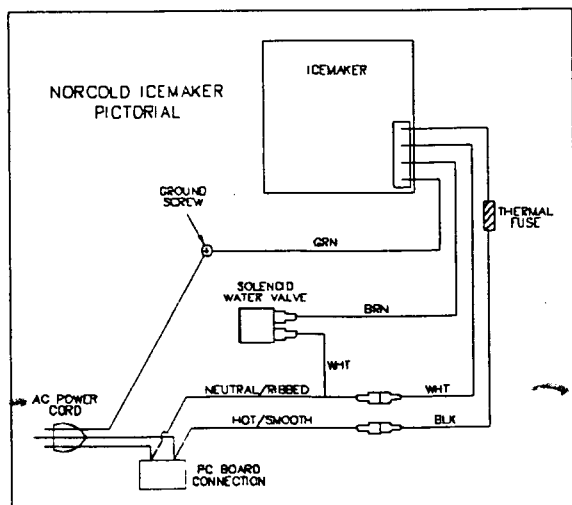 NORCOLD ICEMAKER
PICTORIAL
ICEMAKER
GROUND
SCREW
THERMAL
FUSE
GRN
SOLENOID
WATER VALVE
BRN
WHT
NEUTRAL/RIBBED
WHT
AC POWER
CORD
HOT/SMOOTH
BLK
PC BOARD
CONNECTION